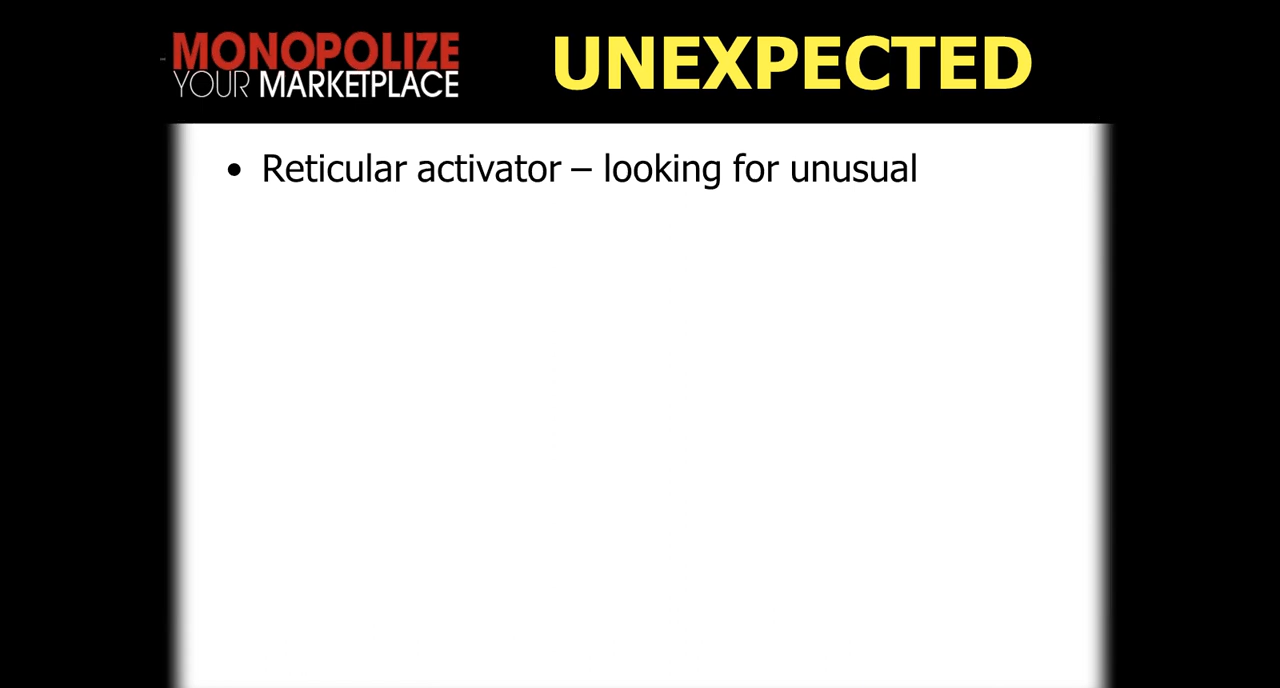 MONOPOLIZE
YOUR MARKETPLACE
UNEXPECTED
• Reticular activator – looking for unusual